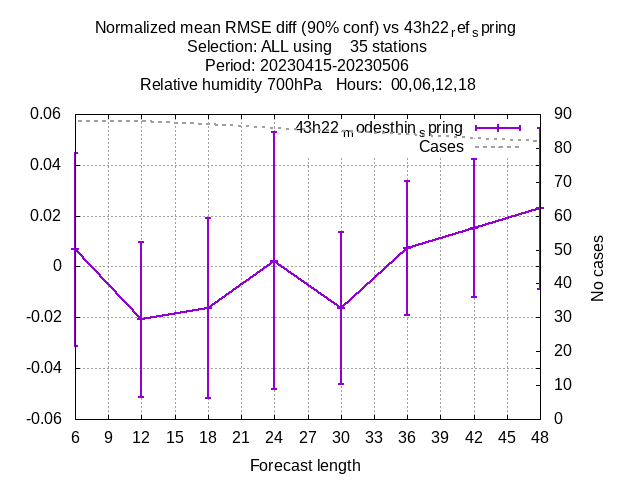 Normalized mean RMSE diff (90% conf) vs 43h22refspring
Selection: ALL using 35 stations
Period: 20230415-20230506
Relative humidity 700hPa Hours: 00,06,12,18
0.06
0.04
0.02
0
-0.02
-0.04
-0.06
90
80
70
60
50
40
30
20
10
0
43h22modesthinspring
Cases
No cases
6 9 12 15 18 21 24 27 30 33 36 39 42 45 48
Forecast length